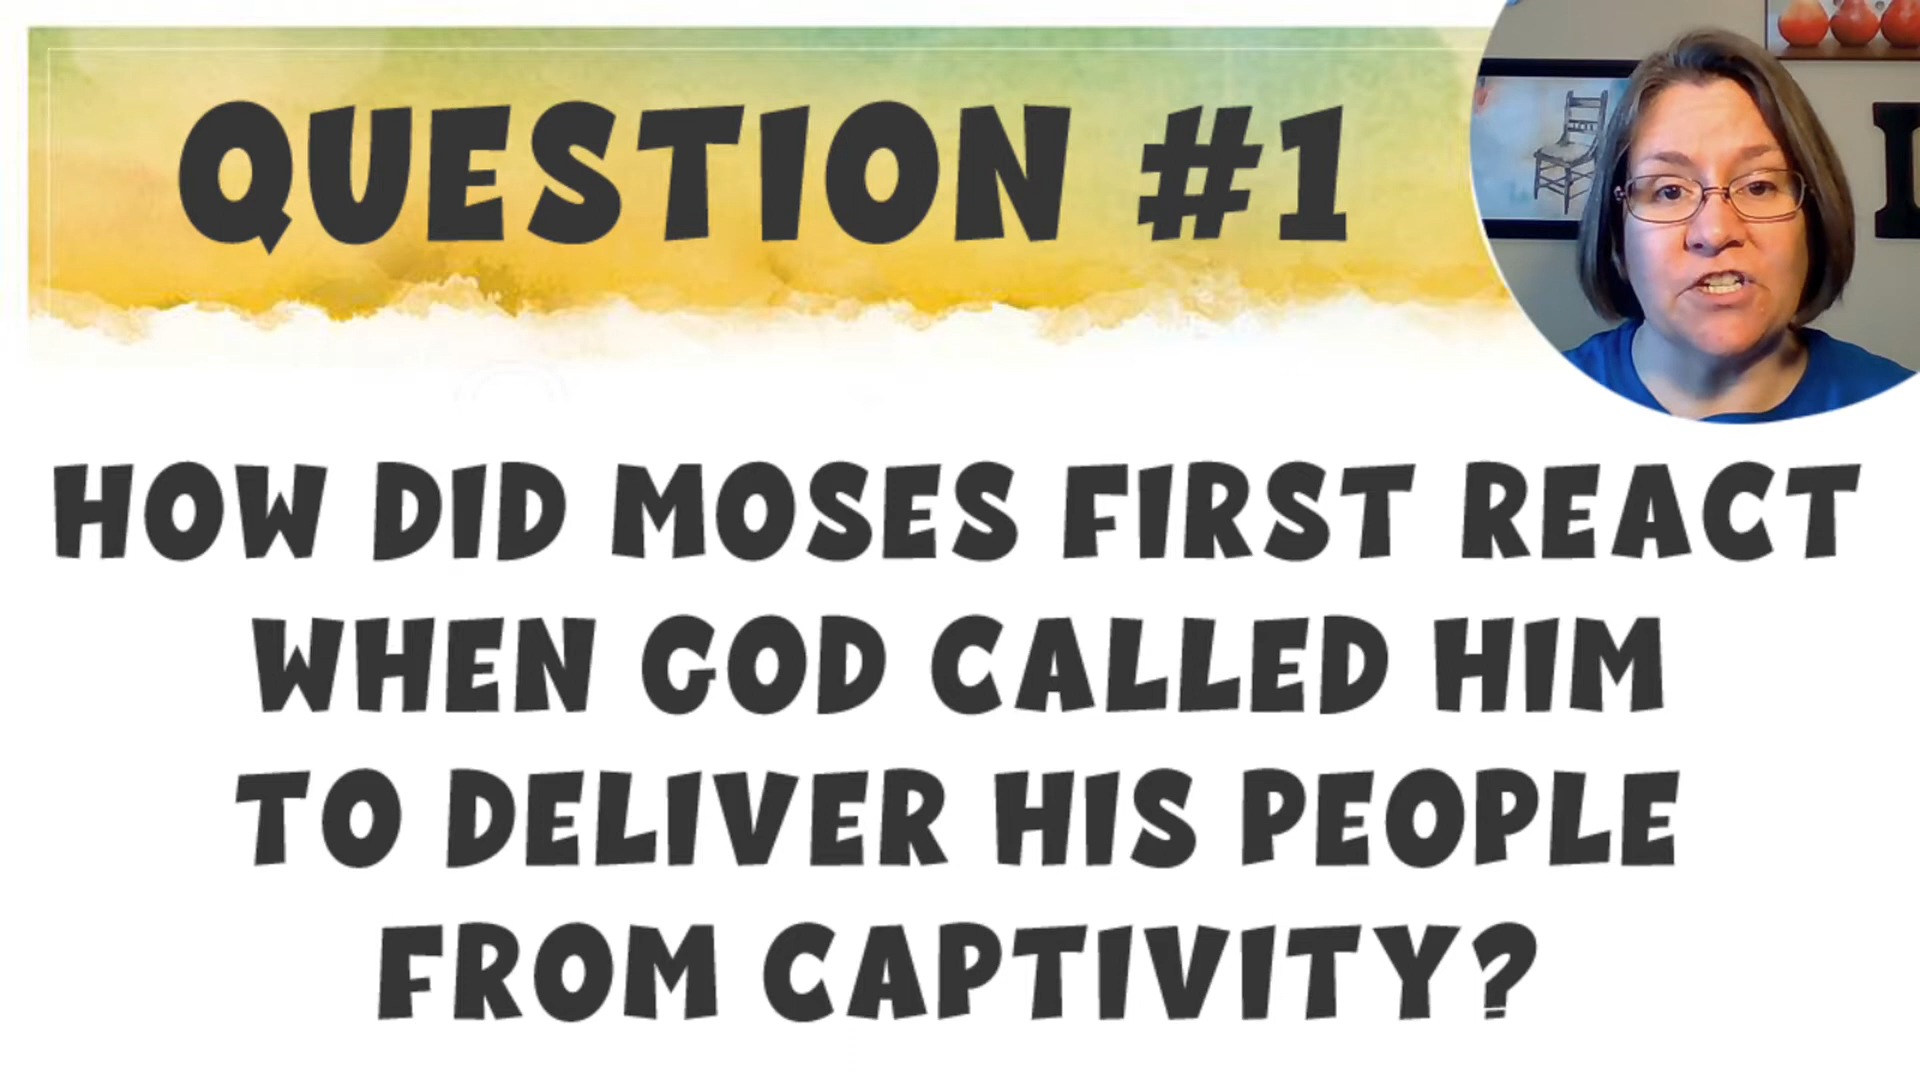 QUESTION #1
HOW DID MOSES FIRST REACT
WHEN GOD CALLED HIM
TO DELIVER HIS PEOPLE
FROM CAPTIVITY?